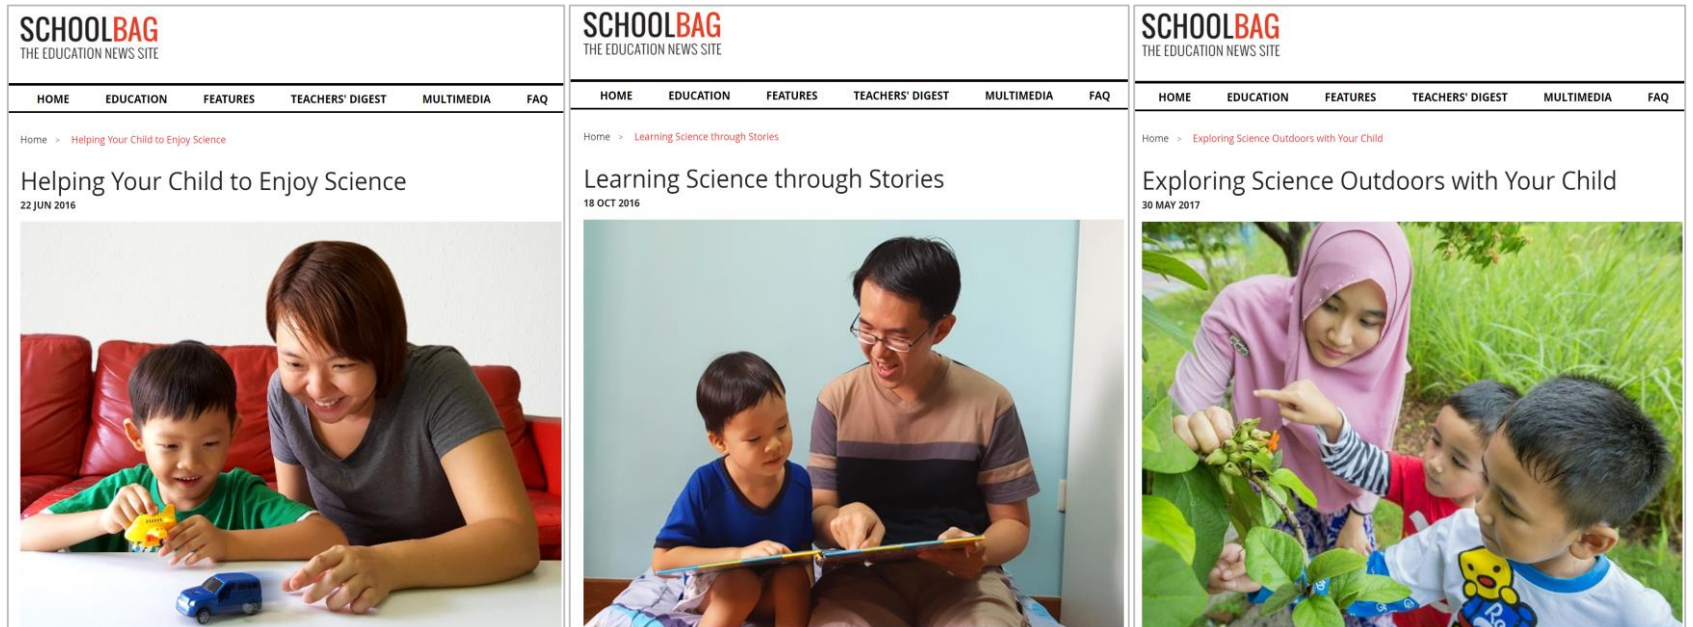 SCHOOLBAG
THE EDUCATION NEWS SITE
HOME EDUCATION FEATURES TEACHERS' DIGEST MULTIMEDIA FAQ
Home > Helping Your Child to Enjoy Science
Helping Your Child to Enjoy Science
22 JUN 2016
SCHOOLBAG
THE EDUCATION NEWS SITE
HOME EDUCATION FEATURES TEACHERS' DIGEST MULTIMEDIA FAQ
Home > Learning Science through Stories
Learning Science through Stories
18 OCT 2016
SCHOOLBAG
THE EDUCATION NEWS SITE
HOME EDUCATION FEATURES TEACHERS' DIGEST MULTIMEDIA FAQ
Home > Exploring Science Outdoors with Your Child
Exploring Science Outdoors with Your Child
30 MAY 2017